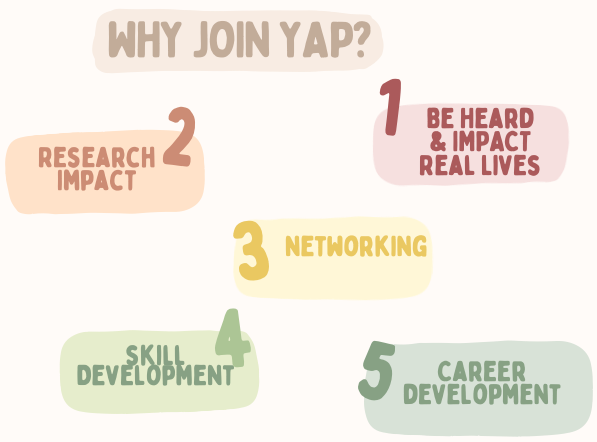 WHY JOIN YAP?
1
BE HEARD
& IMPACT
REAL LIVES
2
RESEARCH
IMPACT
3
NETWORKING
4
SKILL
DEVELOPMENT
5
CAREER
DEVELOPMENT